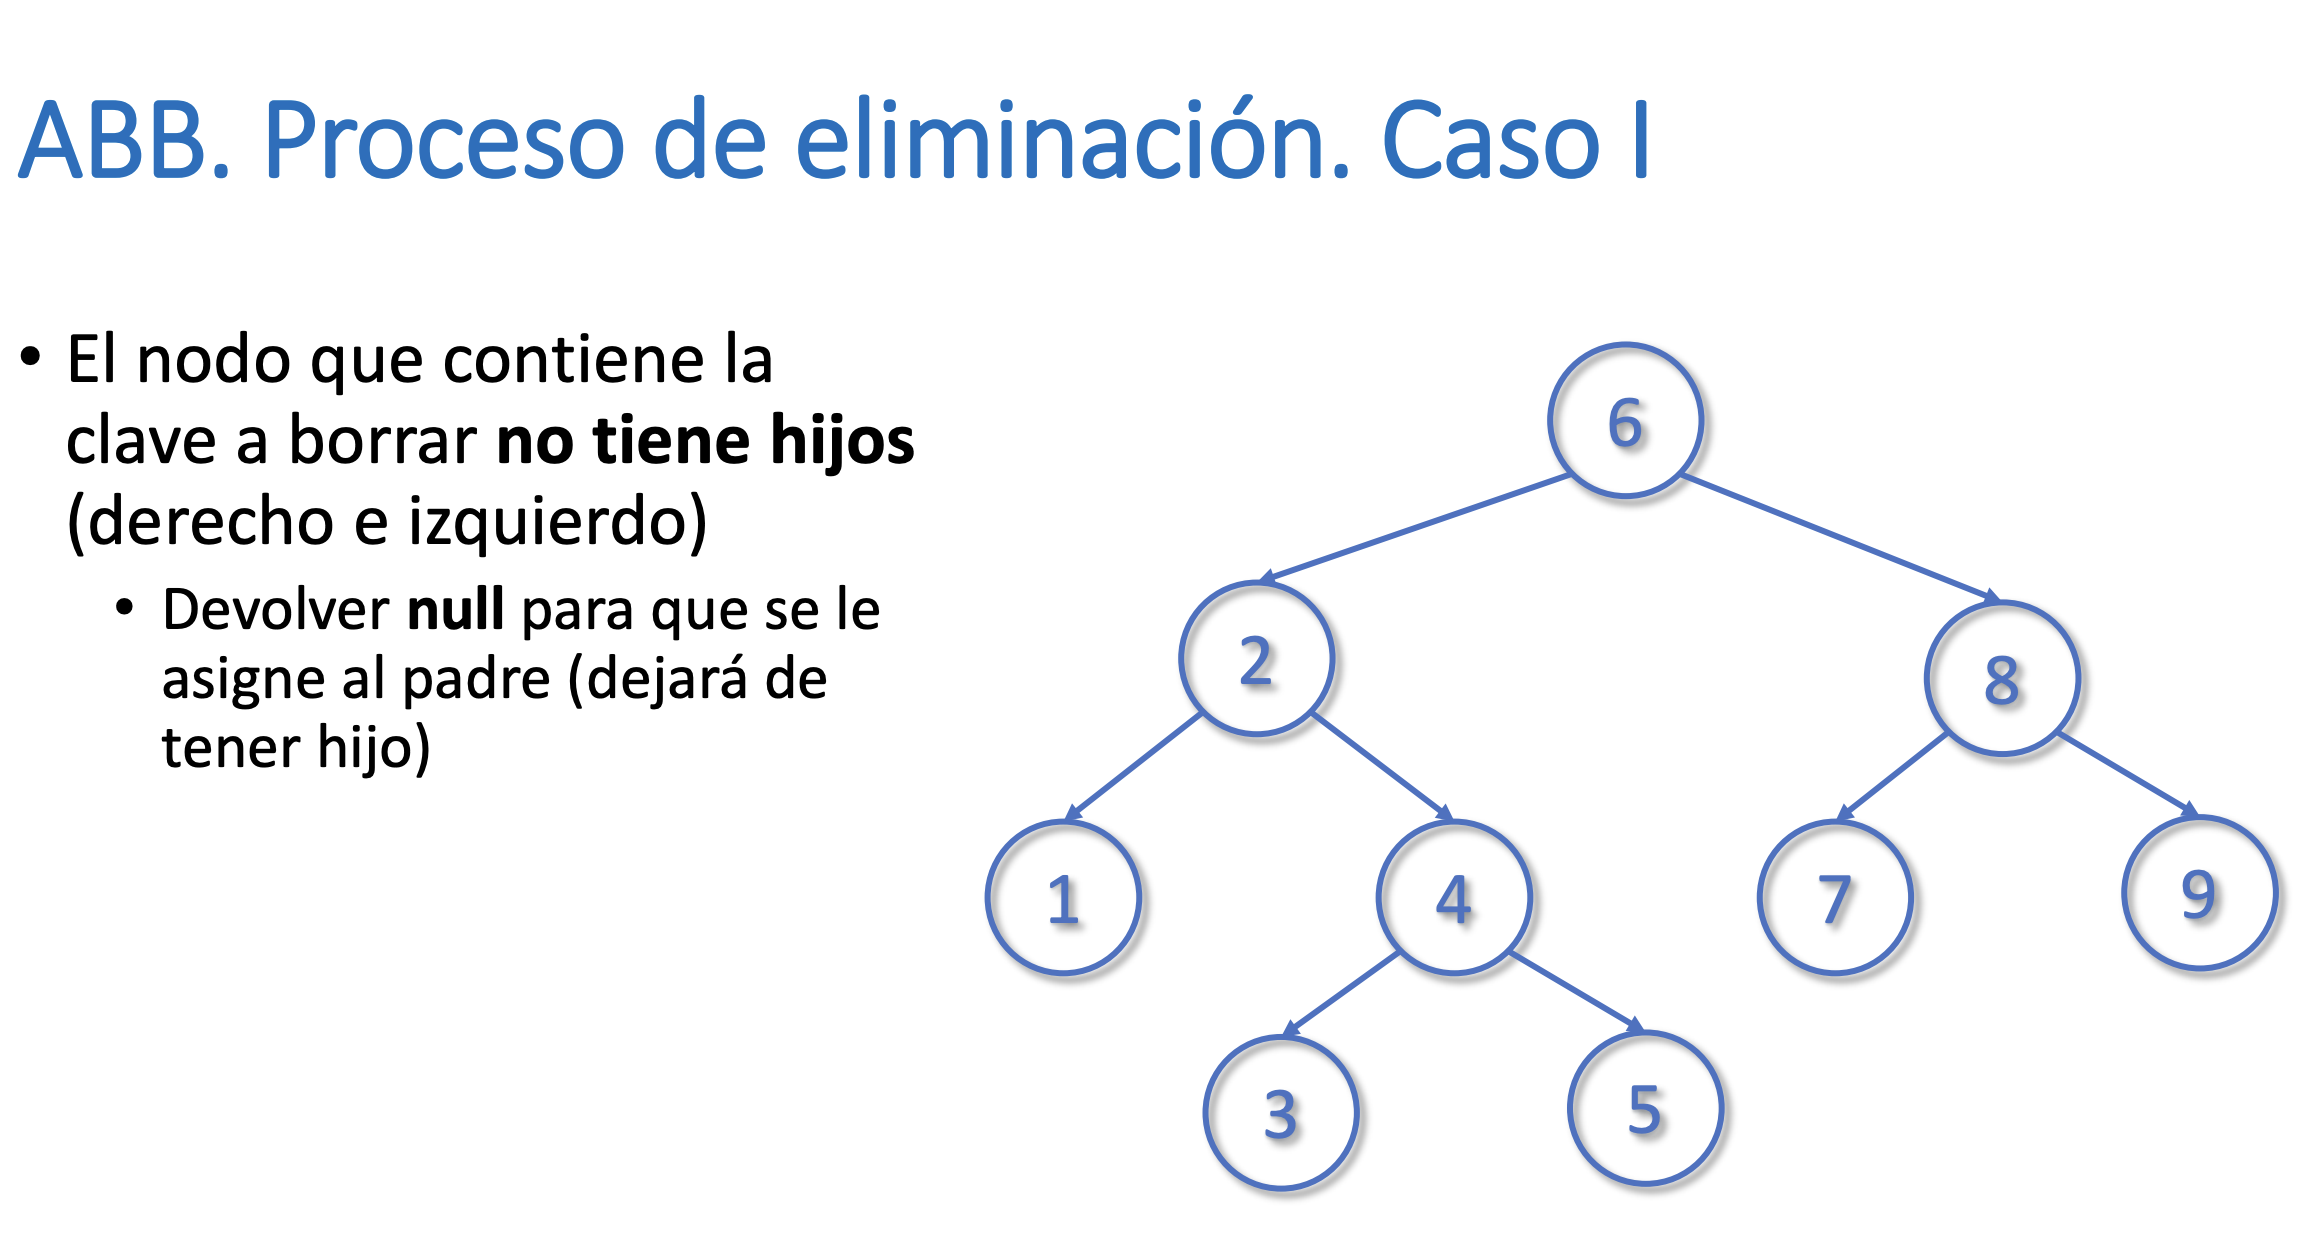 ABB. Proceso de eliminación. Caso I
• El nodo que contiene la
clave a borrar no tiene hijos
(derecho e izquierdo)
• Devolver null para que se le
asigne al padre (dejará de
tener hijo)
6
2
8
1
4
7
9
3
5